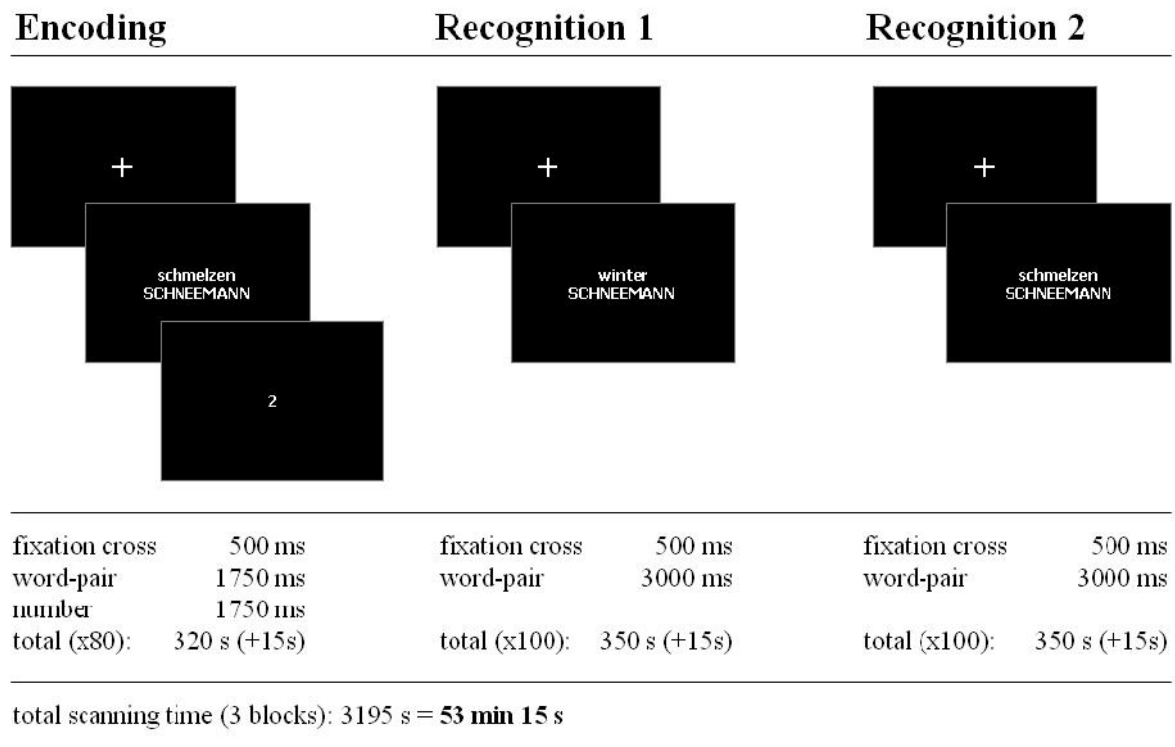 Encoding Recognition 1 Recognition 2
+ + +
schmelzen
SCHNEEMANN
winter
SCHNEEMANN
schmelzen
SCHNEEMANN
2
fixation cross 500 ms fixation cross 500 ms fixation cross 500 ms
word-pair 1750 ms word-pair 3000 ms word-pair 3000 ms
number 1750 ms
total (x80): 320 s (+15s) total (x100): 350 s (+15s) total (x100): 350 s (+15s)
total scanning time (3 blocks): 3195 s = 53 min 15 s